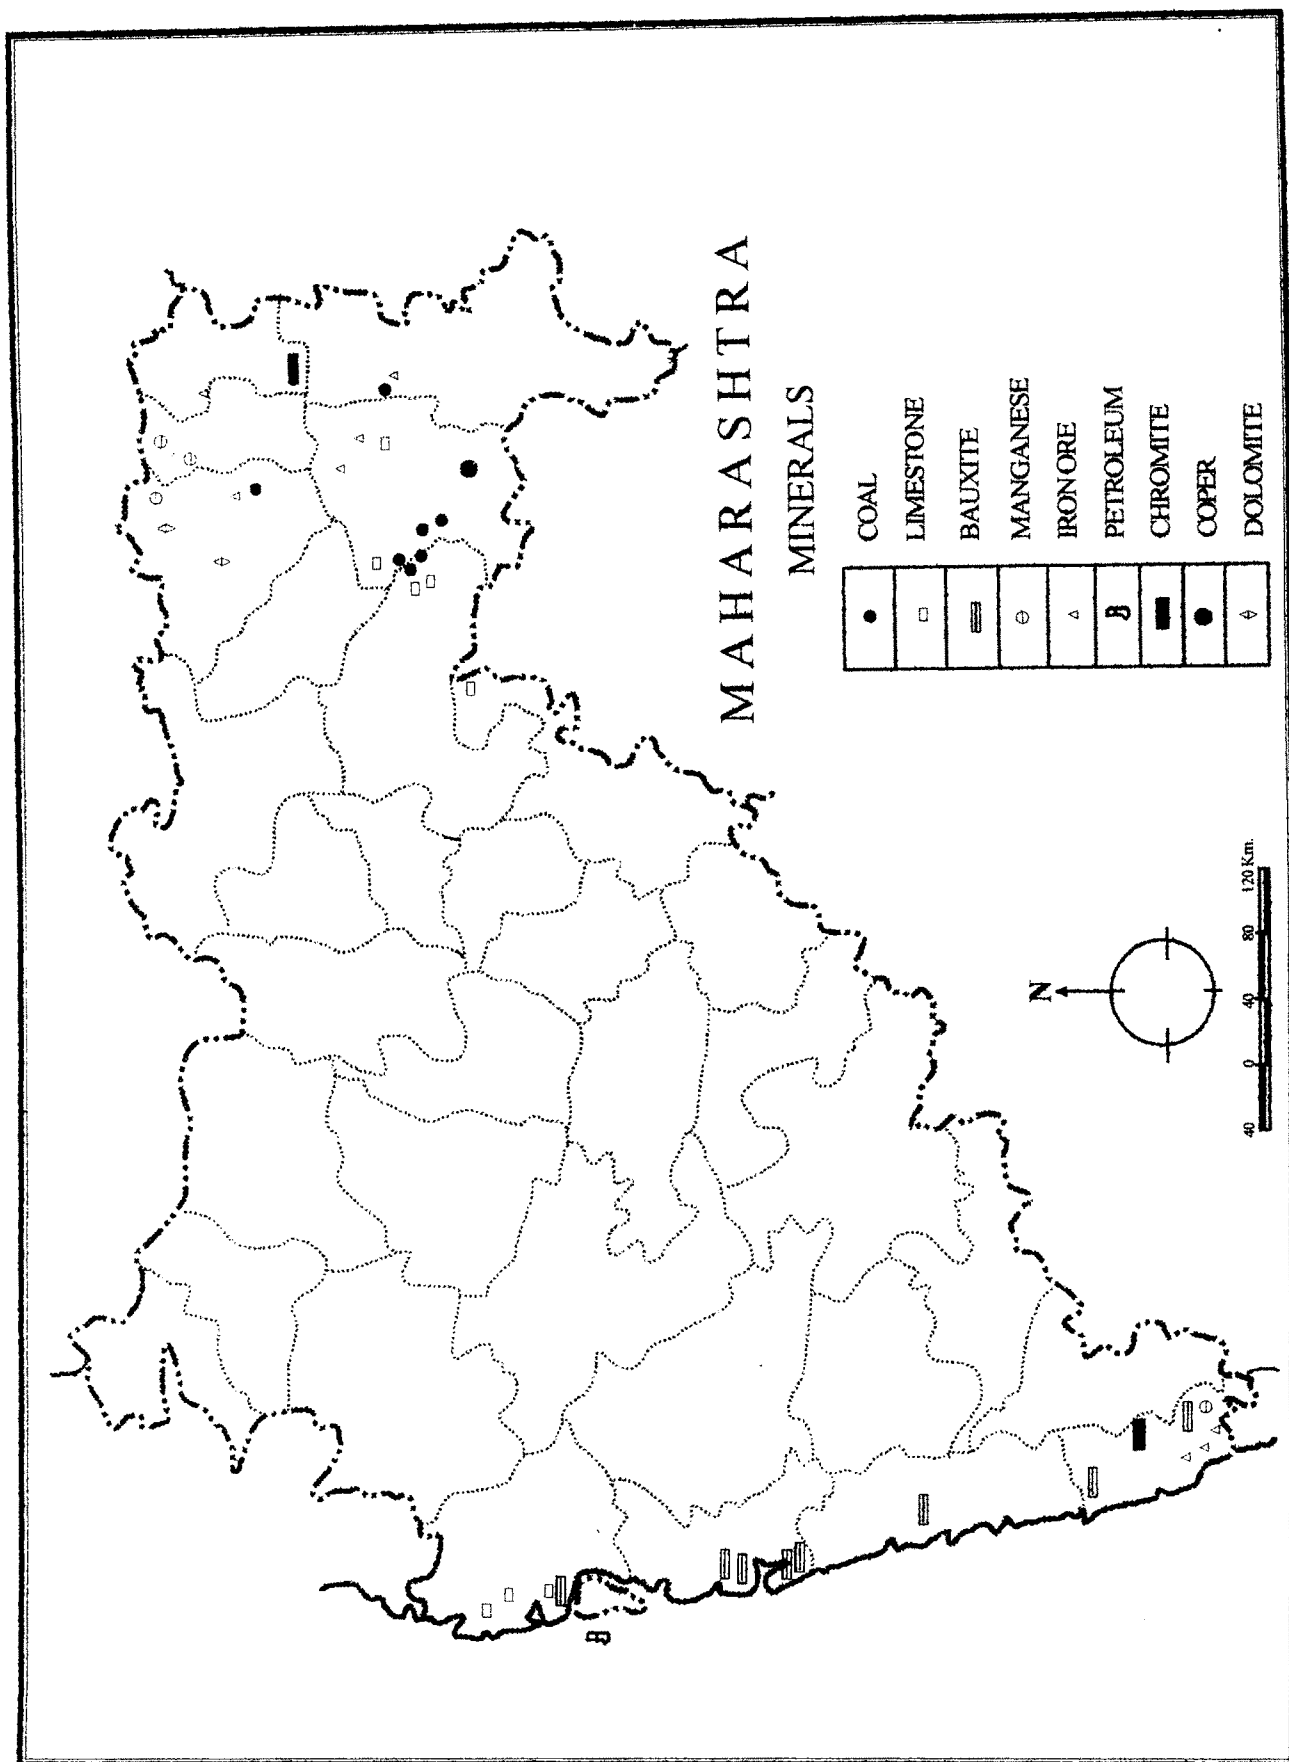 MAHARASHTRA
MINERALS
COAL
LIMESTONE
BAUXITE
MANGANESE
IRON ORE
PETROLEUM
CHROMITE
COPER
DOLOMITE
N
40 0 40 80 120 Km.